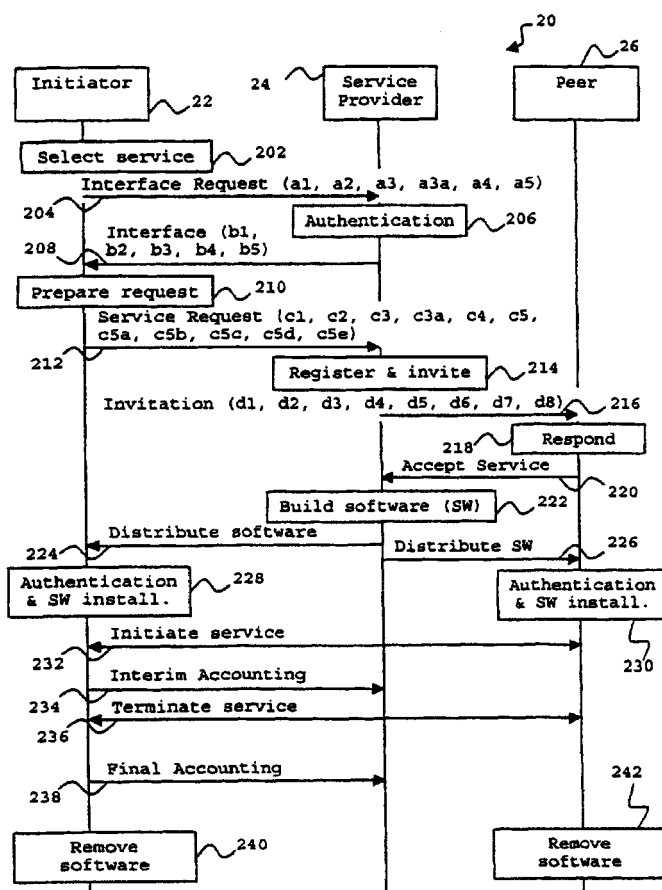 20
26
Initiator
22
24
Service
Provider
Peer
Select service
202
Interface Request (a1, a2, a3, a3a, a4, a5)
204
Authentication
206
208
Interface (b1,
b2, b3, b4, b5)
Prepare request
210
Service Request (c1, c2, c3, c3a, c4, c5,
c5a, c5b, c5c, c5d, c5e)
212
Register & invite
214
Invitation (d1, d2, d3, d4, d5, d6, d7, d8)
216
218
Respond
Accept Service
220
Build software (SW)
222
Distribute software
224
Distribute SW
226
Authentication
& SW install.
228
Authentication
& SW install.
230
Initiate service
232
Interim Accounting
234
Terminate service
236
Final Accounting
238
242
Remove
software
240
Remove
software